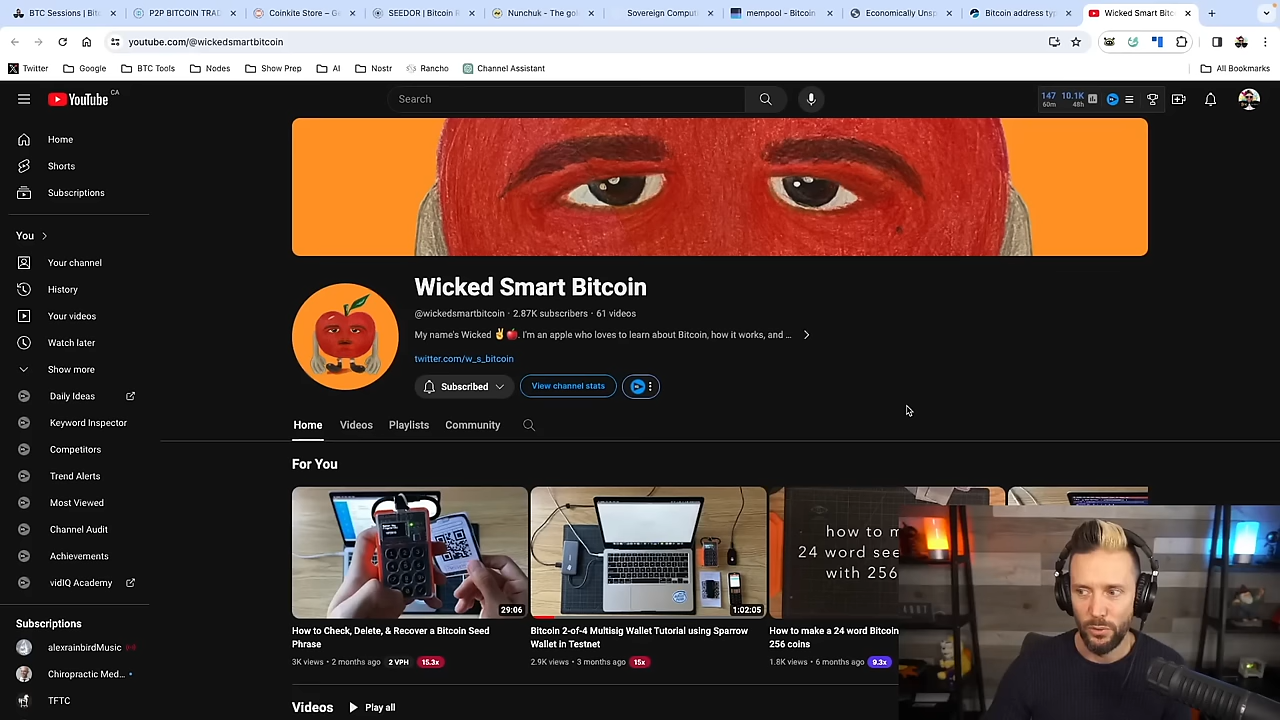 BTC Sessions | Bit
P2P BITCOIN TRAD
Coinkite Store – Ge
SEEDOR | Bitcoin R
Nunchuk - The gol
Sovereign Computi
mempool - Bitcoin
Economically Unsp
Bitcoin address typ
Wicked Smart Bitc
youtube.com/@wickedsmartbitcoin
Twitter
Google
BTC Tools
Nodes
Show Prep
AI
Nostr
Rancho
Channel Assistant
All Bookmarks
YouTube CA
Search
147 10.1K
60m 48h
Home
Shorts
Subscriptions
You
Your channel
History
Your videos
Watch later
Show more
Daily Ideas
Keyword Inspector
Competitors
Trend Alerts
Most Viewed
Channel Audit
Achievements
vidIQ Academy
Subscriptions
alexrainbirdMusic
Chiropractic Med...
TFTC
Wicked Smart Bitcoin
@wickedsmartbitcoin · 2.87K subscribers · 61 videos
My name's Wicked ✌️🍎. I'm an apple who loves to learn about Bitcoin, how it works, and ...
twitter.com/w_s_bitcoin
Subscribed
View channel stats
Home Videos Playlists Community
For You
29:06
1:02:05
how to m
24 word see
with 256
How to Check, Delete, & Recover a Bitcoin Seed
Phrase
3K views · 2 months ago 2 VPH 15.3x
Bitcoin 2-of-4 Multisig Wallet Tutorial using Sparrow
Wallet in Testnet
2.9K views · 3 months ago 15x
How to make a 24 word Bitcoin
256 coins
1.8K views · 6 months ago 9.3x
Videos
Play all